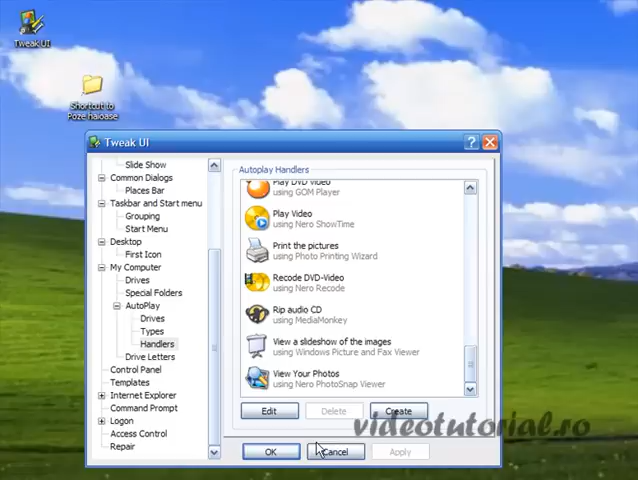 Tweak UI
Shortcut to
Poze haioase
Tweak UI
Slide Show
Common Dialogs
Places Bar
Taskbar and Start menu
Grouping
Start Menu
Desktop
First Icon
My Computer
Drives
Special Folders
AutoPlay
Drives
Types
Handlers
Drive Letters
Control Panel
Templates
Internet Explorer
Command Prompt
Logon
Access Control
Repair
Autoplay Handlers
Play DVD Video
using GOM Player
Play Video
using Nero ShowTime
Print the pictures
using Photo Printing Wizard
Recode DVD-Video
using Nero Recode
Rip audio CD
using MediaMonkey
View a slideshow of the images
using Windows Picture and Fax Viewer
View Your Photos
using Nero PhotoSnap Viewer
Edit
Delete
Create
videotutorial.ro
OK
Cancel
Apply